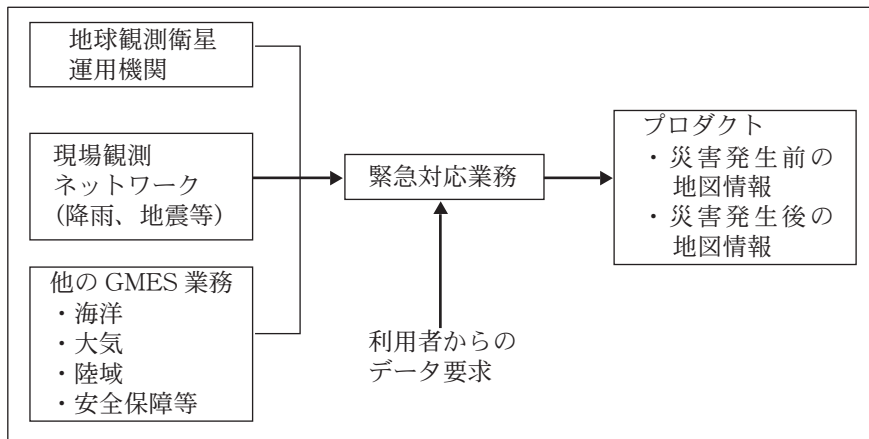 地球観測衛星
運用機関
現場観測
ネットワーク
(降雨、地震等)
他の GMES 業務
・海洋
・大気
・陸域
・安全保障等
緊急対応業務
利用者からの
データ要求
プロダクト
・災害発生前の
地図情報
・災害発生後の
地図情報